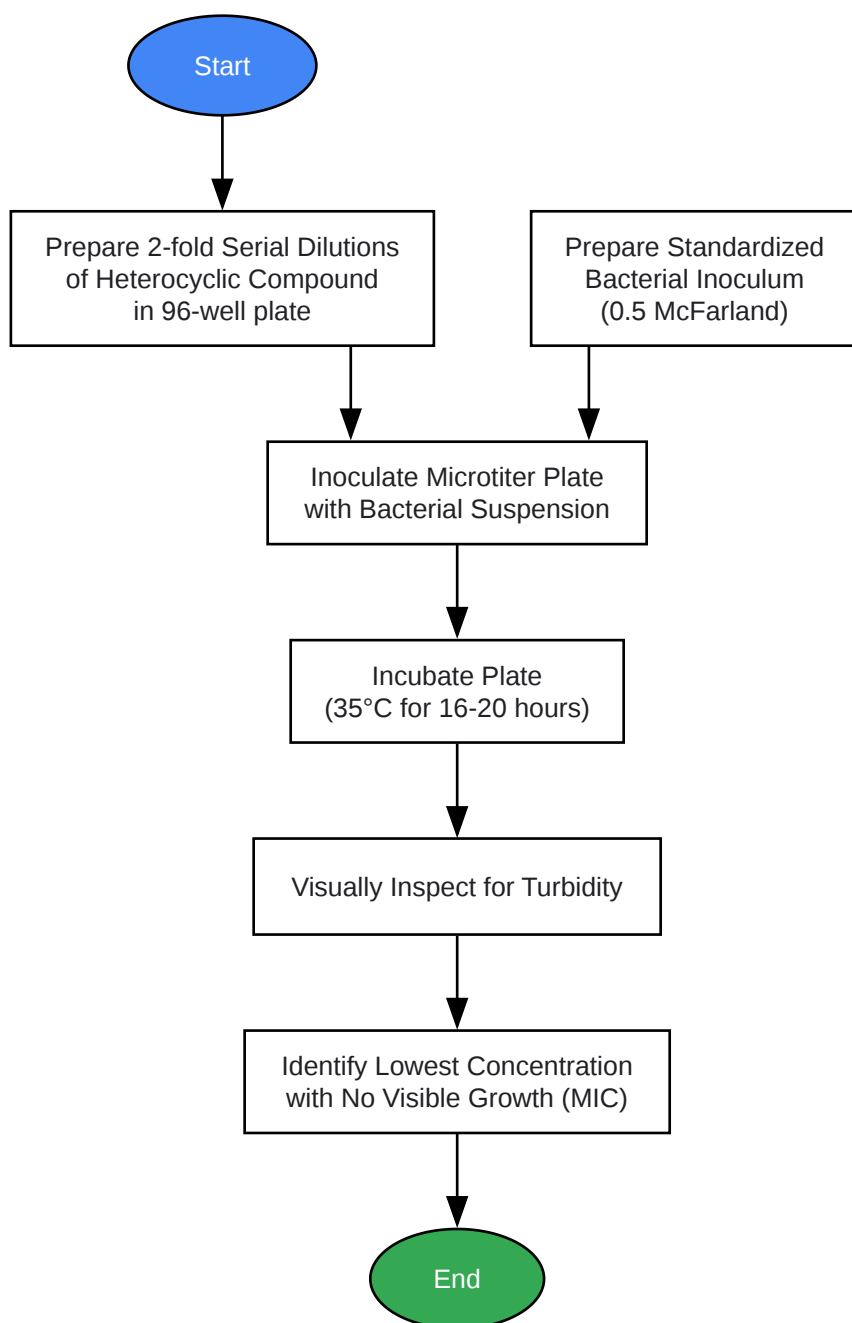 Start
Prepare 2-fold Serial Dilutions
of Heterocyclic Compound
in 96-well plate
Prepare Standardized
Bacterial Inoculum
(0.5 McFarland)
Inoculate Microtiter Plate
with Bacterial Suspension
Incubate Plate
(35°C for 16-20 hours)
Visually Inspect for Turbidity
Identify Lowest Concentration
with No Visible Growth (MIC)
End